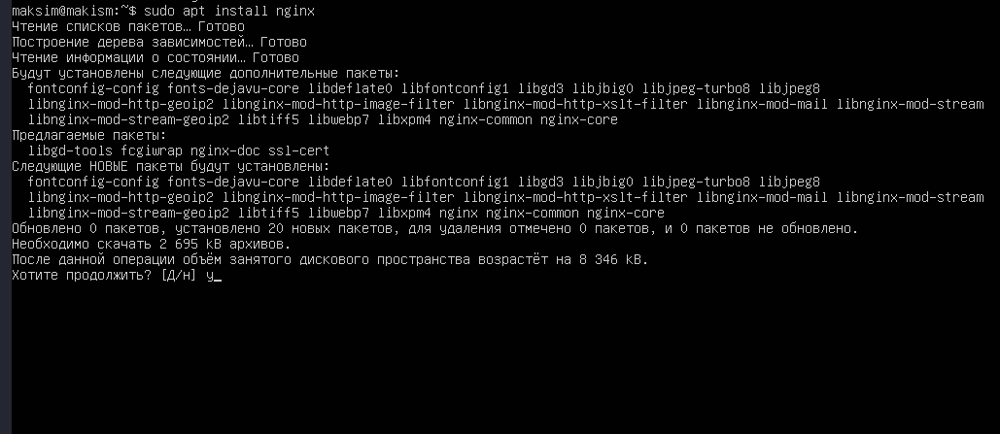 maksim@makism:~$ sudo apt install nginx
Чтение списков пакетов… Готово
Построение дерева зависимостей… Готово
Чтение информации о состоянии… Готово
Будут установлены следующие дополнительные пакеты:
fontconfig-config fonts-dejavu-core libdeflate0 libfontconfig1 libgd3 libjbig0 libjpeg-turbo8 libjpeg8
libnginx-mod-http-geoip2 libnginx-mod-http-image-filter libnginx-mod-http-xslt-filter libnginx-mod-mail libnginx-mod-stream
libnginx-mod-stream-geoip2 libtiff5 libwebp7 libxpm4 nginx-common nginx-core
Предлагаемые пакеты:
libgd-tools fcgiwrap nginx-doc ssl-cert
Следующие НОВЫЕ пакеты будут установлены:
fontconfig-config fonts-dejavu-core libdeflate0 libfontconfig1 libgd3 libjbig0 libjpeg-turbo8 libjpeg8
libnginx-mod-http-geoip2 libnginx-mod-http-image-filter libnginx-mod-http-xslt-filter libnginx-mod-mail libnginx-mod-stream
libnginx-mod-stream-geoip2 libtiff5 libwebp7 libxpm4 nginx nginx-common nginx-core
Обновлено 0 пакетов, установлено 20 новых пакетов, для удаления отмечено 0 пакетов, и 0 пакетов не обновлено.
Необходимо скачать 2 695 kB архивов.
После данной операции объём занятого дискового пространства возрастёт на 8 346 kB.
Хотите продолжить? [Д/н] y_